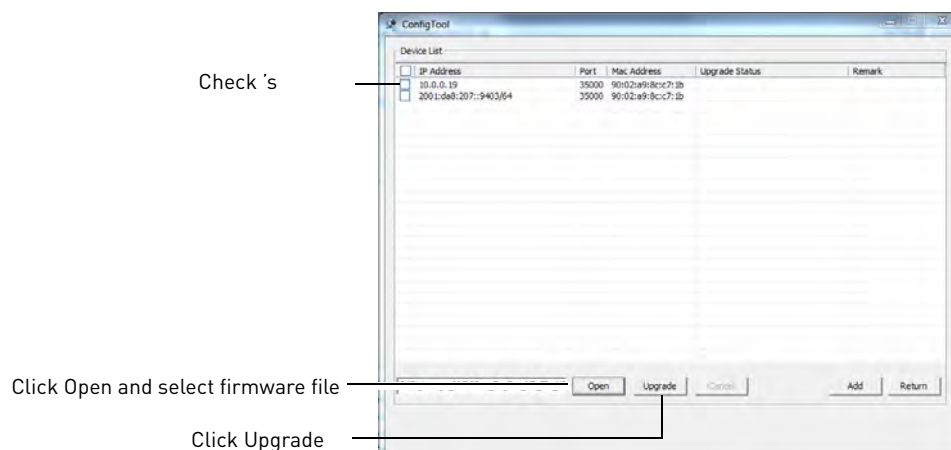 ConfigTool
Device List
IP Address Port Mac Address Upgrade Status Remark
Check ’s
10.0.0.19 35000 90:02:a9:8c:c7:1b
2001:da8:207::9403/64 35000 90:02:a9:8c:c7:1b
Click Open and select firmware file
Open Upgrade Cancel Add Return
Click Upgrade